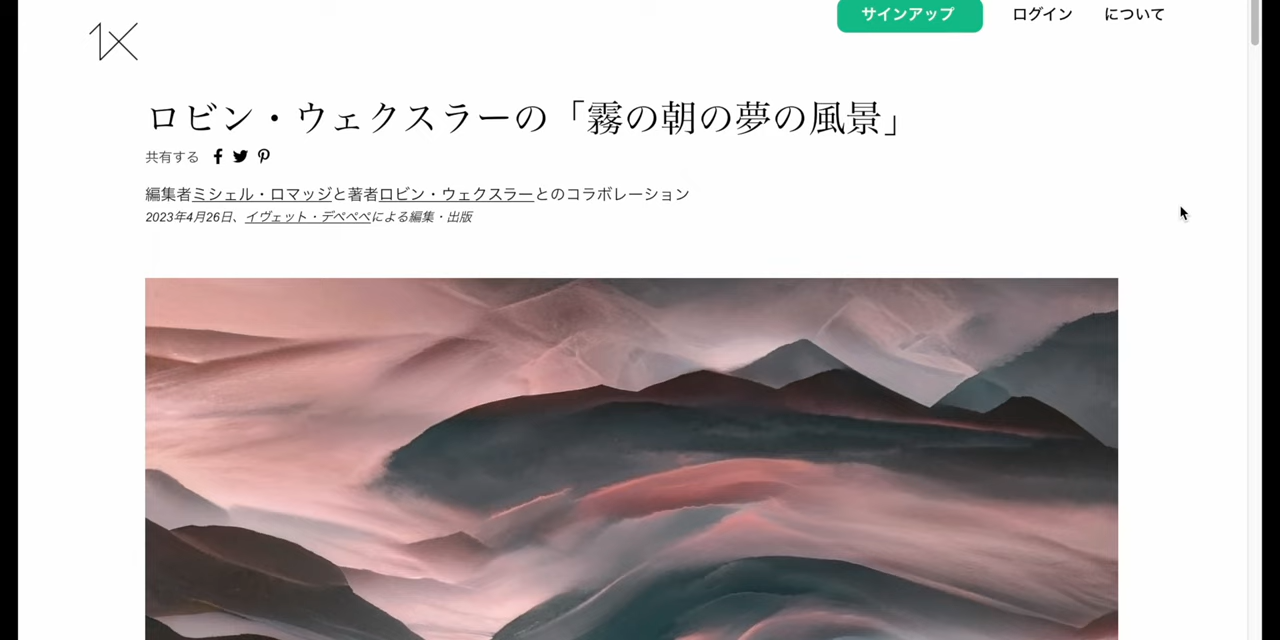 サインアップ ログイン について
1X
ロビン・ウェクスラーの「霧の朝の夢の風景」
共有する
編集者ミシェル・ロマッジと著者ロビン・ウェクスラーとのコラボレーション
2023年4月26日、イヴェット・デペペペによる編集・出版